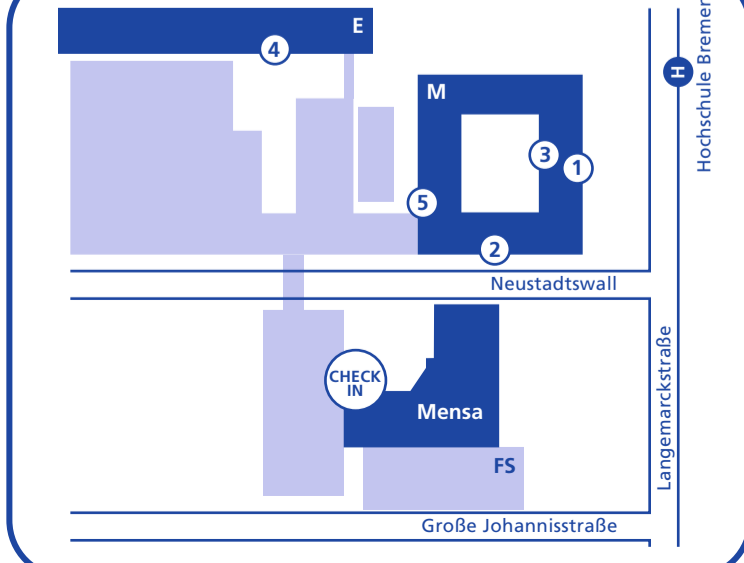 E
4
M
H
Hochschule Bremen
3
1
5
2
Neustadtswall
CHECK
IN
Mensa
Langemarckstraße
FS
Große Johannisstraße